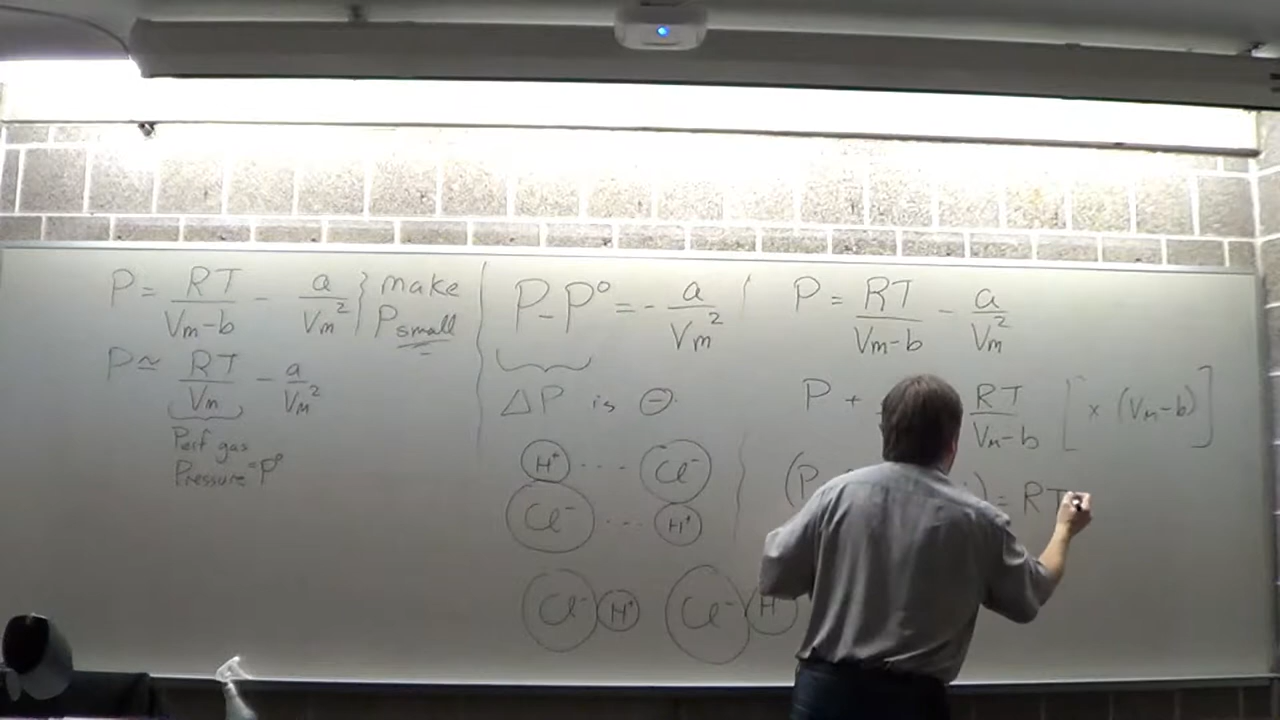 P = RT/(Vm-b) - a/Vm² } make P small
P ≃ RT/Vm - a/Vm²
Perf gas
Pressure = P°
P - P° = - a/Vm²
ΔP is ⊖.
H⁺ ··· Cl⁻
Cl⁻ ··· H⁺
Cl⁻ H⁺ Cl⁻ H
P = RT/(Vm-b) - a/Vm²
P + RT/(Vm-b) [ × (Vm-b) ]
(P ) = RT